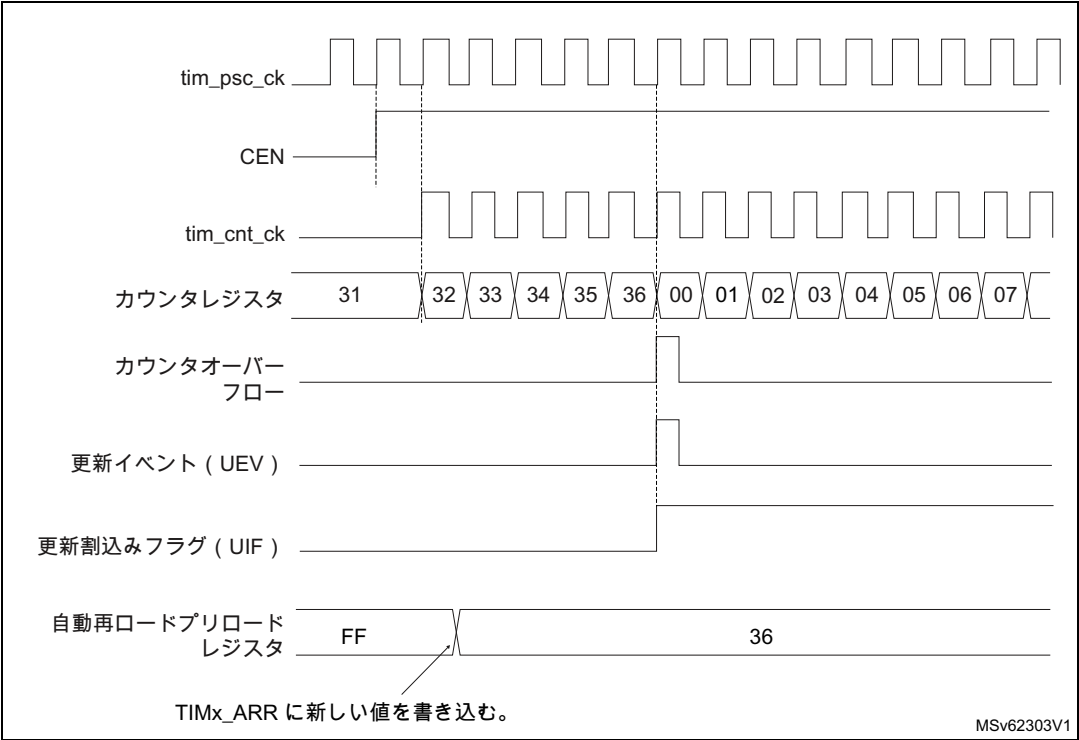 tim_psc_ck
CEN
tim_cnt_ck
カウンタレジスタ 31 32 33 34 35 36 00 01 02 03 04 05 06 07
カウンタオーバー
フロー
更新イベント ( UEV )
更新割込みフラグ ( UIF )
自動再ロードプリロード
レジスタ
FF 36
TIMx_ARR に新しい値を書き込む。
MSv62303V1